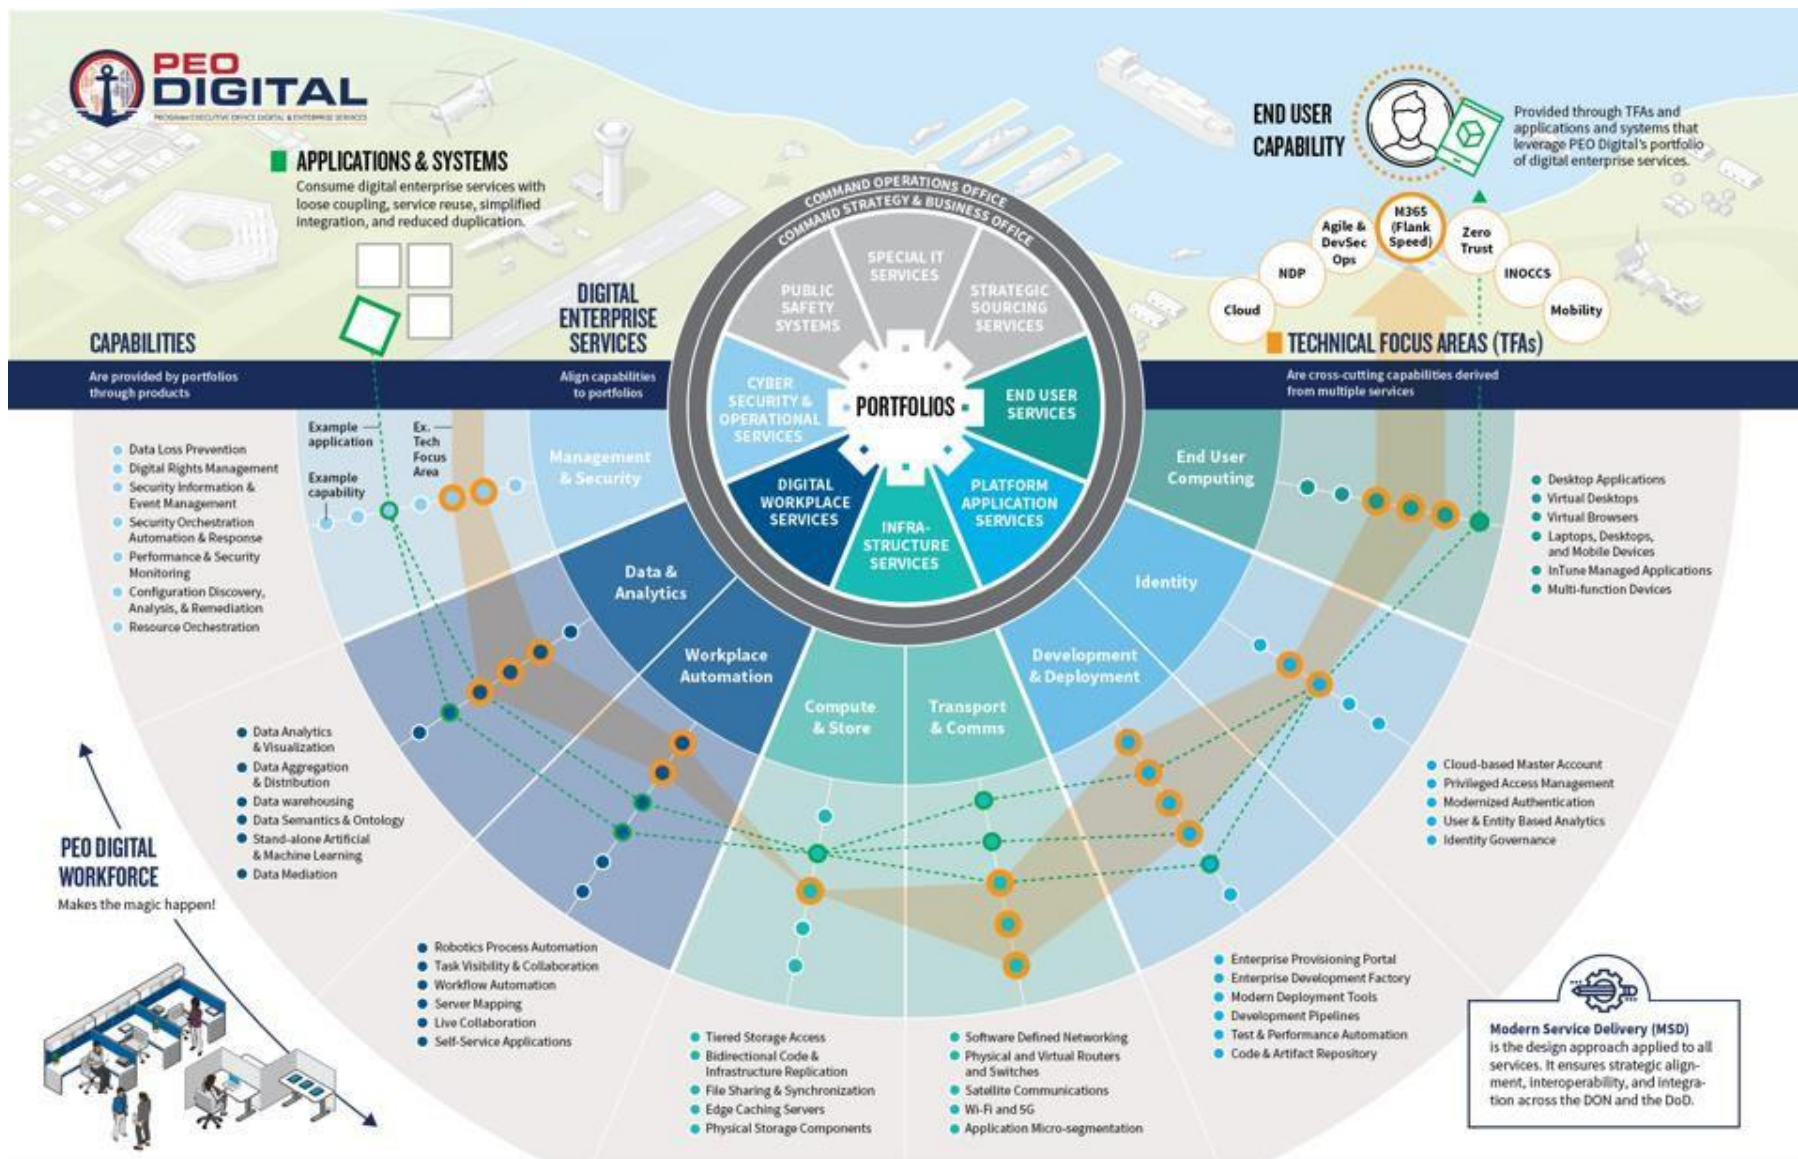 PEO
DIGITAL
PROGRAM EXECUTIVE OFFICE DIGITAL & ENTERPRISE SERVICES
APPLICATIONS & SYSTEMS
Consume digital enterprise services with
loose coupling, service reuse, simplified
integration, and reduced duplication.
END USER
CAPABILITY
Provided through TFAs and
applications and systems that
leverage PEO Digital's portfolio
of digital enterprise services.
Cloud
NDP
Agile &
DevSec
Ops
M365
(Flank
Speed)
Zero
Trust
INOCCS
Mobility
TECHNICAL FOCUS AREAS (TFAs)
Are cross-cutting capabilities derived
from multiple services
CAPABILITIES
Are provided by portfolios
through products
DIGITAL
ENTERPRISE
SERVICES
Align capabilities
to portfolios
COMMAND OPERATIONS OFFICE
COMMAND STRATEGY & BUSINESS OFFICE
PORTFOLIOS
SPECIAL IT
SERVICES
STRATEGIC
SOURCING
SERVICES
END USER
SERVICES
PLATFORM
APPLICATION
SERVICES
INFRA-
STRUCTURE
SERVICES
DIGITAL
WORKPLACE
SERVICES
CYBER
SECURITY &
OPERATIONAL
SERVICES
PUBLIC
SAFETY
SYSTEMS
Example
application
Example
capability
Ex.
Tech
Focus
Area
Management
& Security
Data &
Analytics
Workplace
Automation
Compute
& Store
Transport
& Comms
Development
& Deployment
Identity
End User
Computing
Data Loss Prevention
Digital Rights Management
Security Information &
Event Management
Security Orchestration
Automation & Response
Performance & Security
Monitoring
Configuration Discovery,
Analysis, & Remediation
Resource Orchestration
Data Analytics
& Visualization
Data Aggregation
& Distribution
Data warehousing
Data Semantics & Ontology
Stand-alone Artificial
& Machine Learning
Data Mediation
Robotics Process Automation
Task Visibility & Collaboration
Workflow Automation
Server Mapping
Live Collaboration
Self-Service Applications
Tiered Storage Access
Bidirectional Code &
Infrastructure Replication
File Sharing & Synchronization
Edge Caching Servers
Physical Storage Components
Software Defined Networking
Physical and Virtual Routers
and Switches
Satellite Communications
Wi-Fi and 5G
Application Micro-segmentation
Enterprise Provisioning Portal
Enterprise Development Factory
Modern Deployment Tools
Development Pipelines
Test & Performance Automation
Code & Artifact Repository
Cloud-based Master Account
Privileged Access Management
Modernized Authentication
User & Entity Based Analytics
Identity Governance
Desktop Applications
Virtual Desktops
Virtual Browsers
Laptops, Desktops,
and Mobile Devices
InTune Managed Applications
Multi-function Devices
PEO DIGITAL
WORKFORCE
Makes the magic happen!
Modern Service Delivery (MSD)
is the design approach applied to all
services. It ensures strategic align-
ment, interoperability, and integra-
tion across the DON and the DoD.